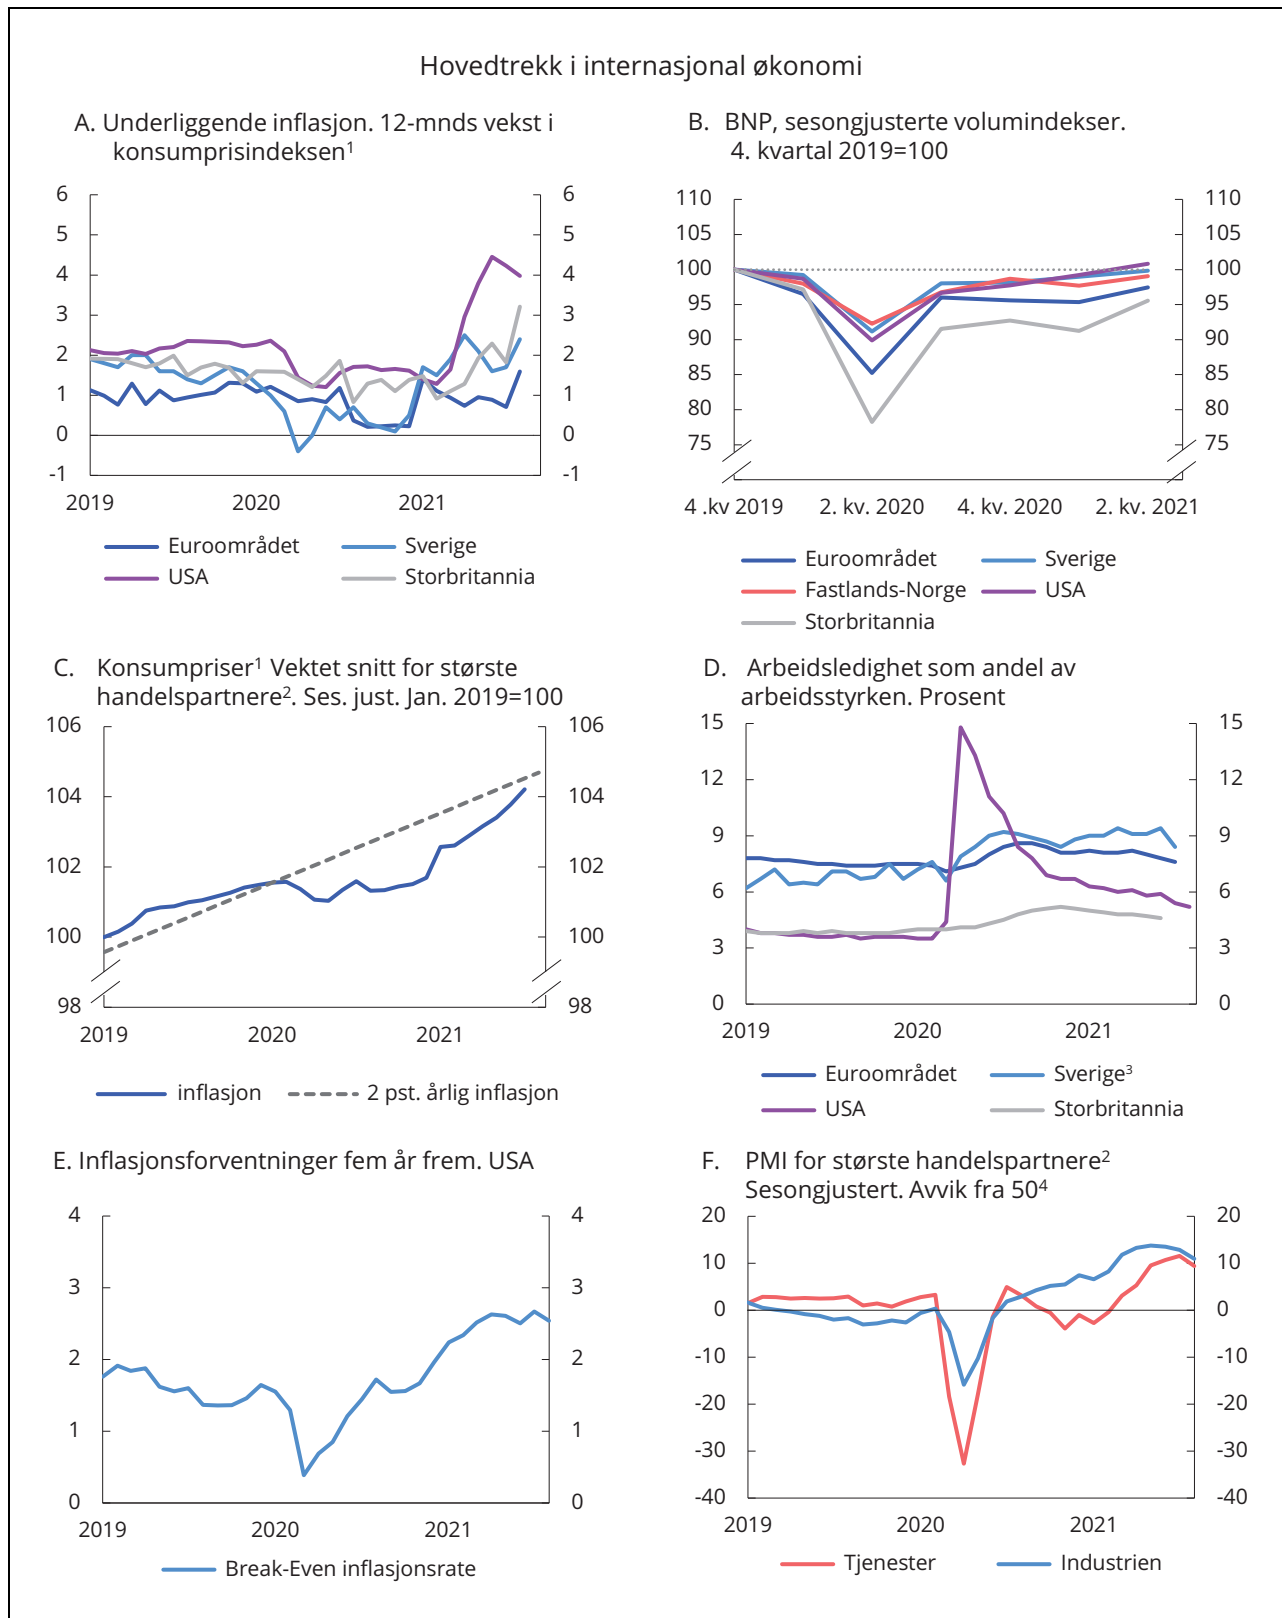 Hovedtrekk i internasjonal økonomi
A. Underliggende inflasjon. 12-mnds vekst i
konsumprisindeksen¹
6 6
5 5
4 4
3 3
2 2
1 1
0 0
-1 -1
2019 2020 2021
Euroområdet Sverige
USA Storbritannia
B. BNP, sesongjusterte volumindekser.
4. kvartal 2019=100
110 110
105 105
100 100
95 95
90 90
85 85
80 80
75 75
4 .kv 2019 2. kv. 2020 4. kv. 2020 2. kv. 2021
Euroområdet Sverige
Fastlands-Norge USA
Storbritannia
C. Konsumpriser¹ Vektet snitt for største
handelspartnere². Ses. just. Jan. 2019=100
106 106
104 104
102 102
100 100
98 98
2019 2020 2021
inflasjon 2 pst. årlig inflasjon
D. Arbeidsledighet som andel av
arbeidsstyrken. Prosent
15 15
12 12
9 9
6 6
3 3
0 0
2019 2020 2021
Euroområdet Sverige³
USA Storbritannia
E. Inflasjonsforventninger fem år frem. USA
4 4
3 3
2 2
1 1
0 0
2019 2020 2021
Break-Even inflasjonsrate
F. PMI for største handelspartnere²
Sesongjustert. Avvik fra 50⁴
20 20
10 10
0 0
-10 -10
-20 -20
-30 -30
-40 -40
2019 2020 2021
Tjenester Industrien